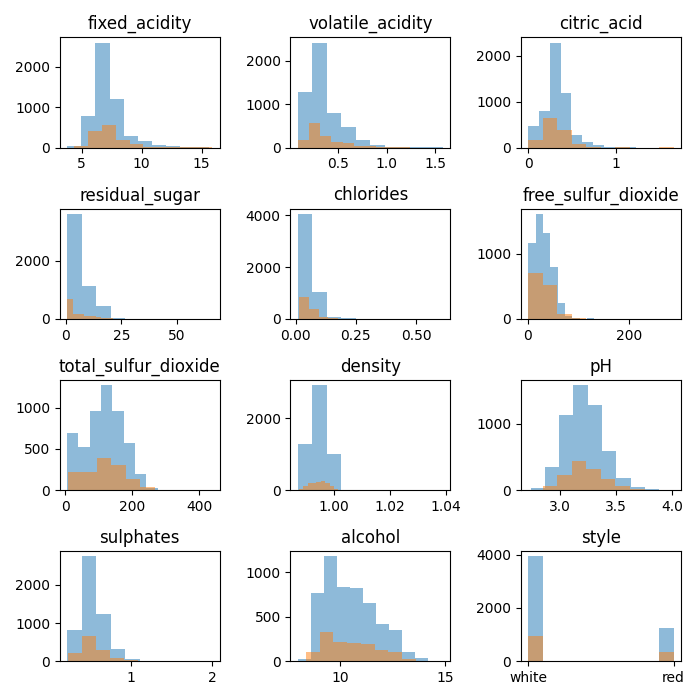 fixed_acidity
volatile_acidity
citric_acid
2000
1000
0
5 10 15
2000
1000
0
0.5 1.0 1.5
2000
1000
0
0 1
residual_sugar
chlorides
free_sulfur_dioxide
2000
0
0 25 50
4000
2000
0
0.00 0.25 0.50
1000
0
0 200
total_sulfur_dioxide
density
pH
1000
500
0
0 200 400
2000
0
1.00 1.02 1.04
1000
0
3.0 3.5 4.0
sulphates
alcohol
style
2000
1000
0
1 2
1000
500
0
10 15
4000
2000
0
white red